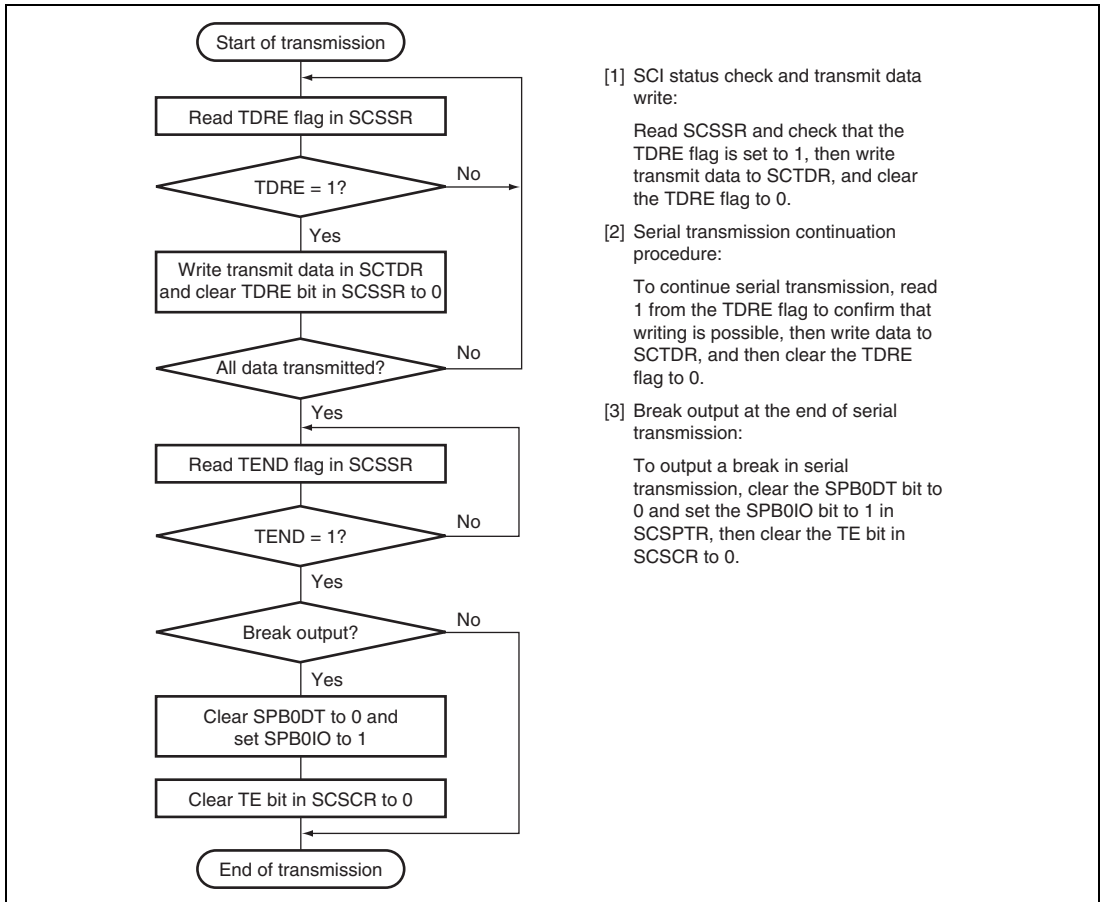 Start of transmission
Read TDRE flag in SCSSR
TDRE = 1?
No
Yes
Write transmit data in SCTDR
and clear TDRE bit in SCSSR to 0
All data transmitted?
No
Yes
Read TEND flag in SCSSR
TEND = 1?
No
Yes
Break output?
No
Yes
Clear SPB0DT to 0 and
set SPB0IO to 1
Clear TE bit in SCSCR to 0
End of transmission
[1] SCI status check and transmit data
write:
Read SCSSR and check that the
TDRE flag is set to 1, then write
transmit data to SCTDR, and clear
the TDRE flag to 0.
[2] Serial transmission continuation
procedure:
To continue serial transmission, read
1 from the TDRE flag to confirm that
writing is possible, then write data to
SCTDR, and then clear the TDRE
flag to 0.
[3] Break output at the end of serial
transmission:
To output a break in serial
transmission, clear the SPB0DT bit to
0 and set the SPB0IO bit to 1 in
SCSPTR, then clear the TE bit in
SCSCR to 0.